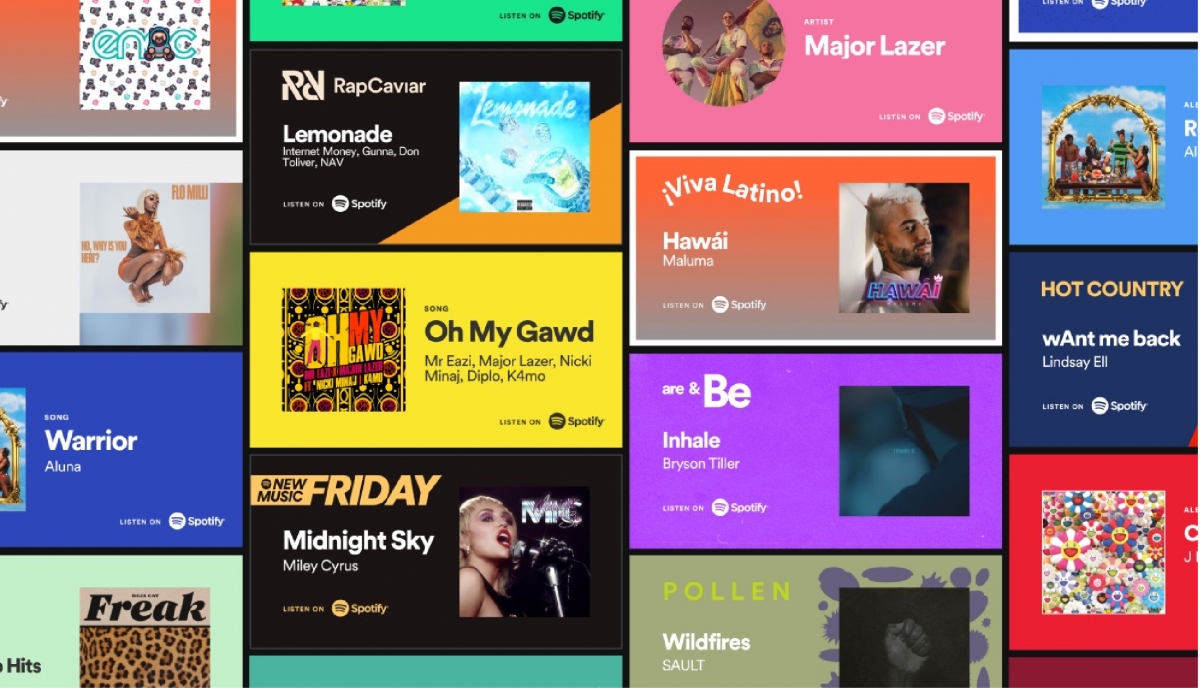 enoc
FLO MILLI
HO, WHY IS YOU
HERE?
SONG
Warrior
Aluna
LISTEN ON Spotify
Freak
Hits
LISTEN ON Spotify
RapCaviar
Lemonade
Internet Money, Gunna, Don
Toliver, NAV
LISTEN ON Spotify
Lemonade
OH MY
GAWD
MR EAZI X MAJOR LAZER
FT. NICKI MINAJ | K4MO
SONG
Oh My Gawd
Mr Eazi, Major Lazer, Nicki
Minaj, Diplo, K4mo
LISTEN ON Spotify
NEW
MUSIC FRIDAY
Midnight Sky
Miley Cyrus
LISTEN ON Spotify
ARTIST
Major Lazer
LISTEN ON Spotify
¡Viva Latino!
Hawái
Maluma
LISTEN ON Spotify
HAWÁI
MALUMA
are & Be
Inhale
Bryson Tiller
LISTEN ON Spotify
INHALE
POLLEN
Wildfires
SAULT
LISTEN ON Spotify
HOT COUNTRY
wAnt me back
Lindsay Ell
LISTEN ON Spotify